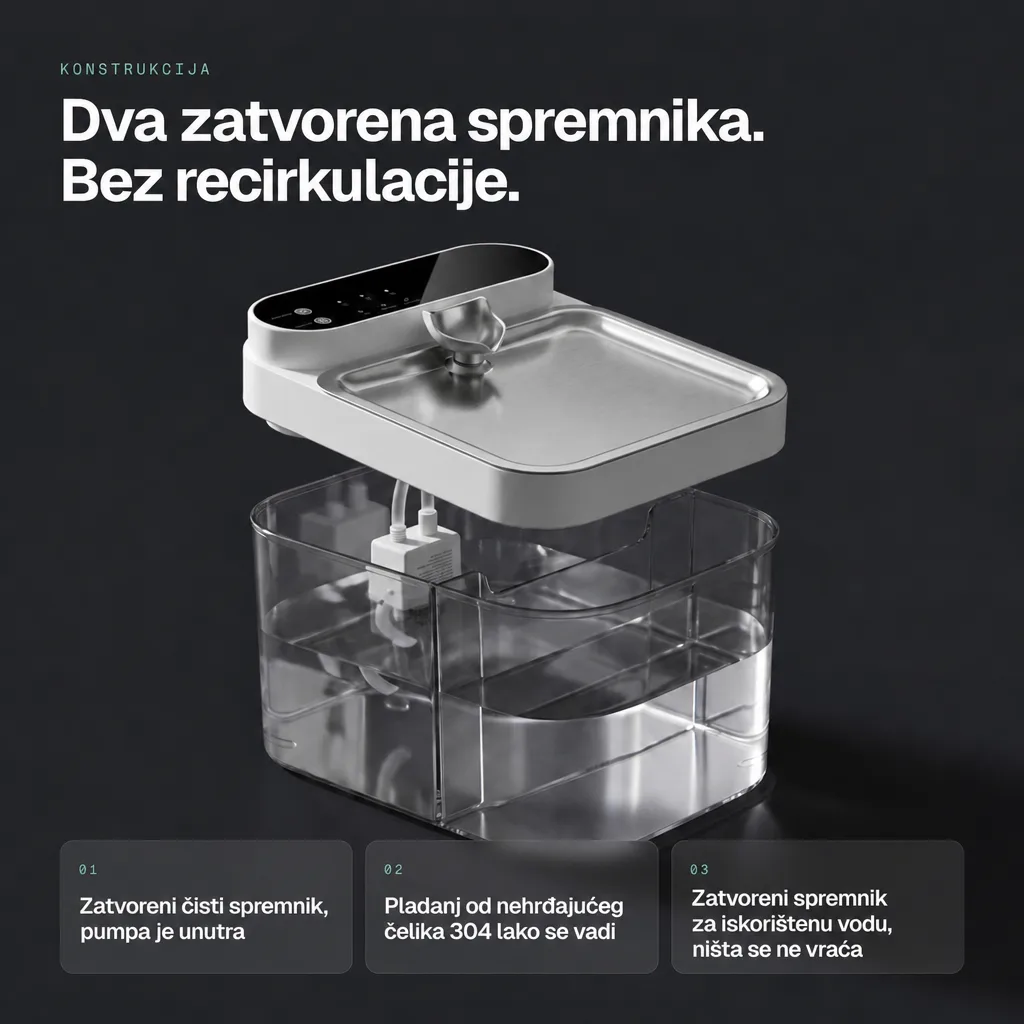 KONSTRUKCIJA
Dva zatvorena spremnika.
Bez recirkulacije.
01
Zatvoreni čisti spremnik,
pumpa je unutra
02
Pladanj od nehrđajućeg
čelika 304 lako se vadi
03
Zatvoreni spremnik
za iskorištenu vodu,
ništa se ne vraća